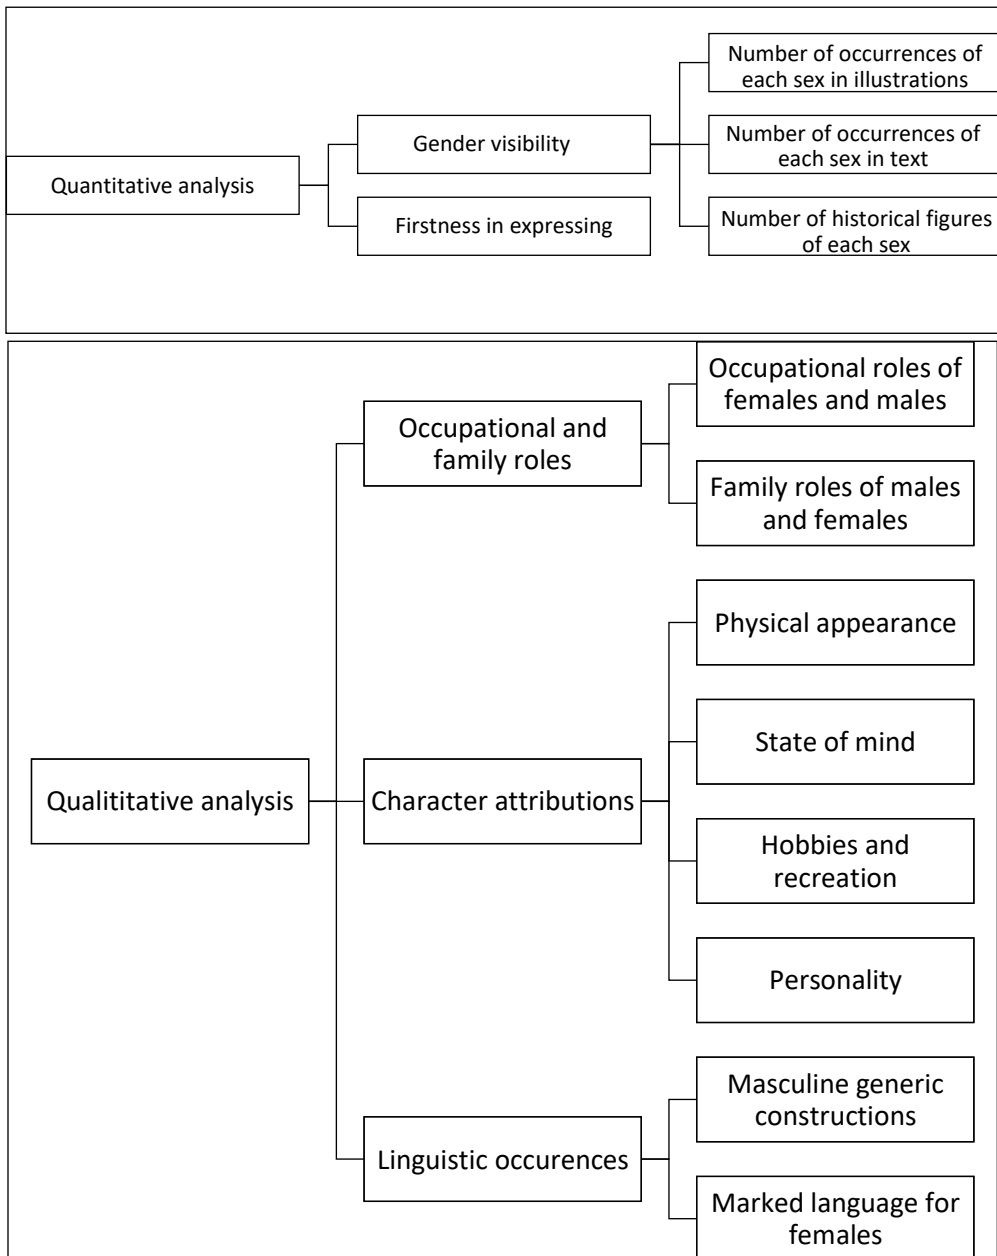 Quantitative analysis
Gender visibility
Number of occurrences of
each sex in illustrations
Number of occurrences of
each sex in text
Number of historical figures
of each sex
Firstness in expressing
Qualititative analysis
Occupational and
family roles
Occupational roles of
females and males
Family roles of males
and females
Character attributions
Physical appearance
State of mind
Hobbies and
recreation
Personality
Linguistic occurences
Masculine generic
constructions
Marked language for
females